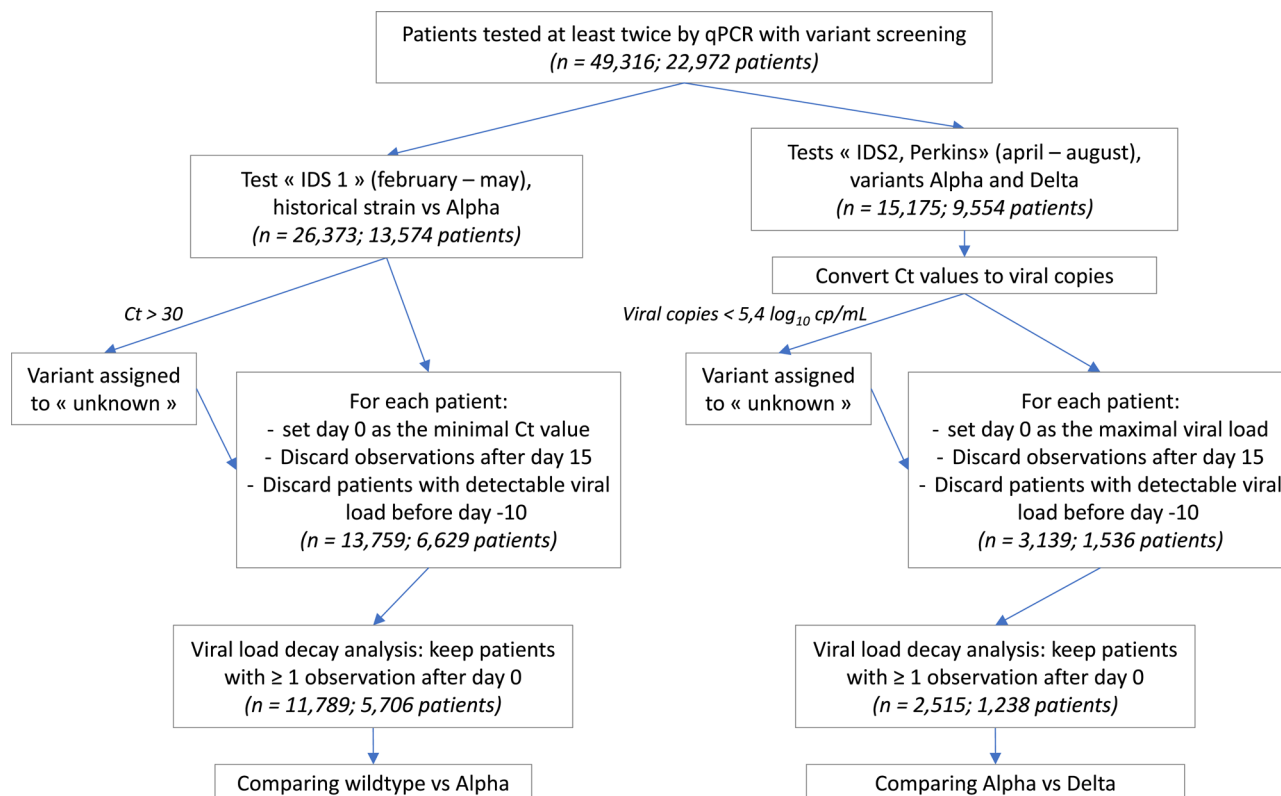 Patients tested at least twice by qPCR with variant screening
(n = 49,316; 22,972 patients)
Test « IDS 1 » (february – may),
historical strain vs Alpha
(n = 26,373; 13,574 patients)
Tests « IDS2, Perkins» (april – august),
variants Alpha and Delta
(n = 15,175; 9,554 patients)
Convert Ct values to viral copies
Ct > 30
Viral copies < 5,4 log10 cp/mL
Variant assigned
to « unknown »
For each patient:
- set day 0 as the minimal Ct value
- Discard observations after day 15
- Discard patients with detectable viral
load before day -10
(n = 13,759; 6,629 patients)
Variant assigned
to « unknown »
For each patient:
- set day 0 as the maximal viral load
- Discard observations after day 15
- Discard patients with detectable viral
load before day -10
(n = 3,139; 1,536 patients)
Viral load decay analysis: keep patients
with ≥ 1 observation after day 0
(n = 11,789; 5,706 patients)
Viral load decay analysis: keep patients
with ≥ 1 observation after day 0
(n = 2,515; 1,238 patients)
Comparing wildtype vs Alpha
Comparing Alpha vs Delta